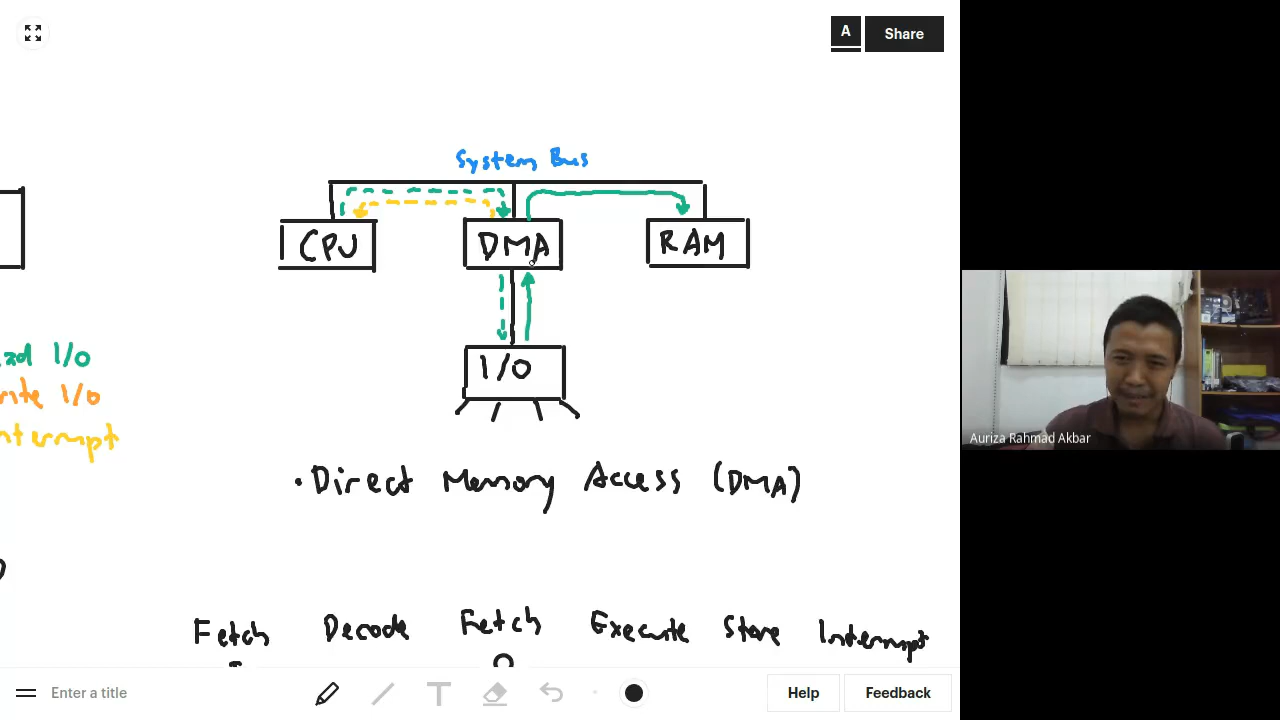 A
Share
System Bus
CPU
DMA
RAM
I/O
I/O
I/O
• Direct Memory Access (DMA)
Auriza Rahmad Akbar
Fetch Decode Fetch Execute Store Interrupt
Enter a title
T
Help
Feedback